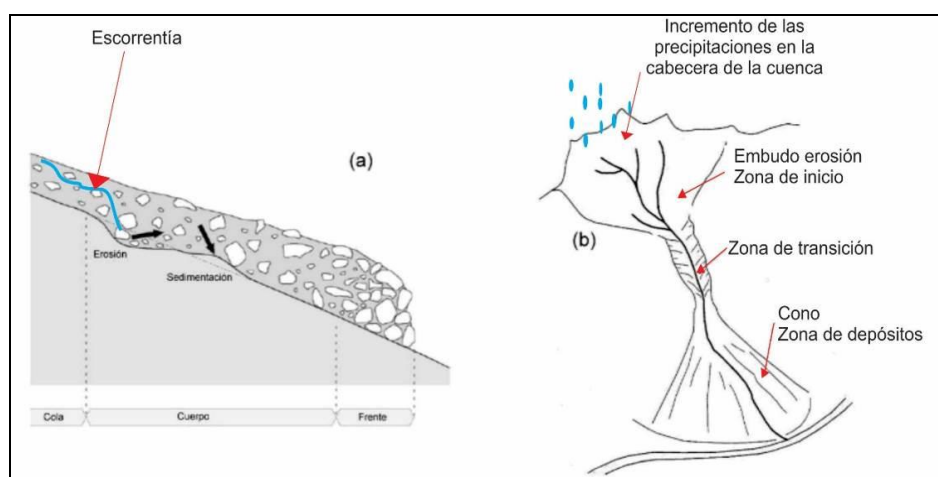 Escorrentía
(a)
Erosión
Sedimentación
Cola
Cuerpo
Frente
Incremento de las
precipitaciones en la
cabecera de la cuenca
Embudo erosión
Zona de inicio
(b)
Zona de transición
Cono
Zona de depósitos